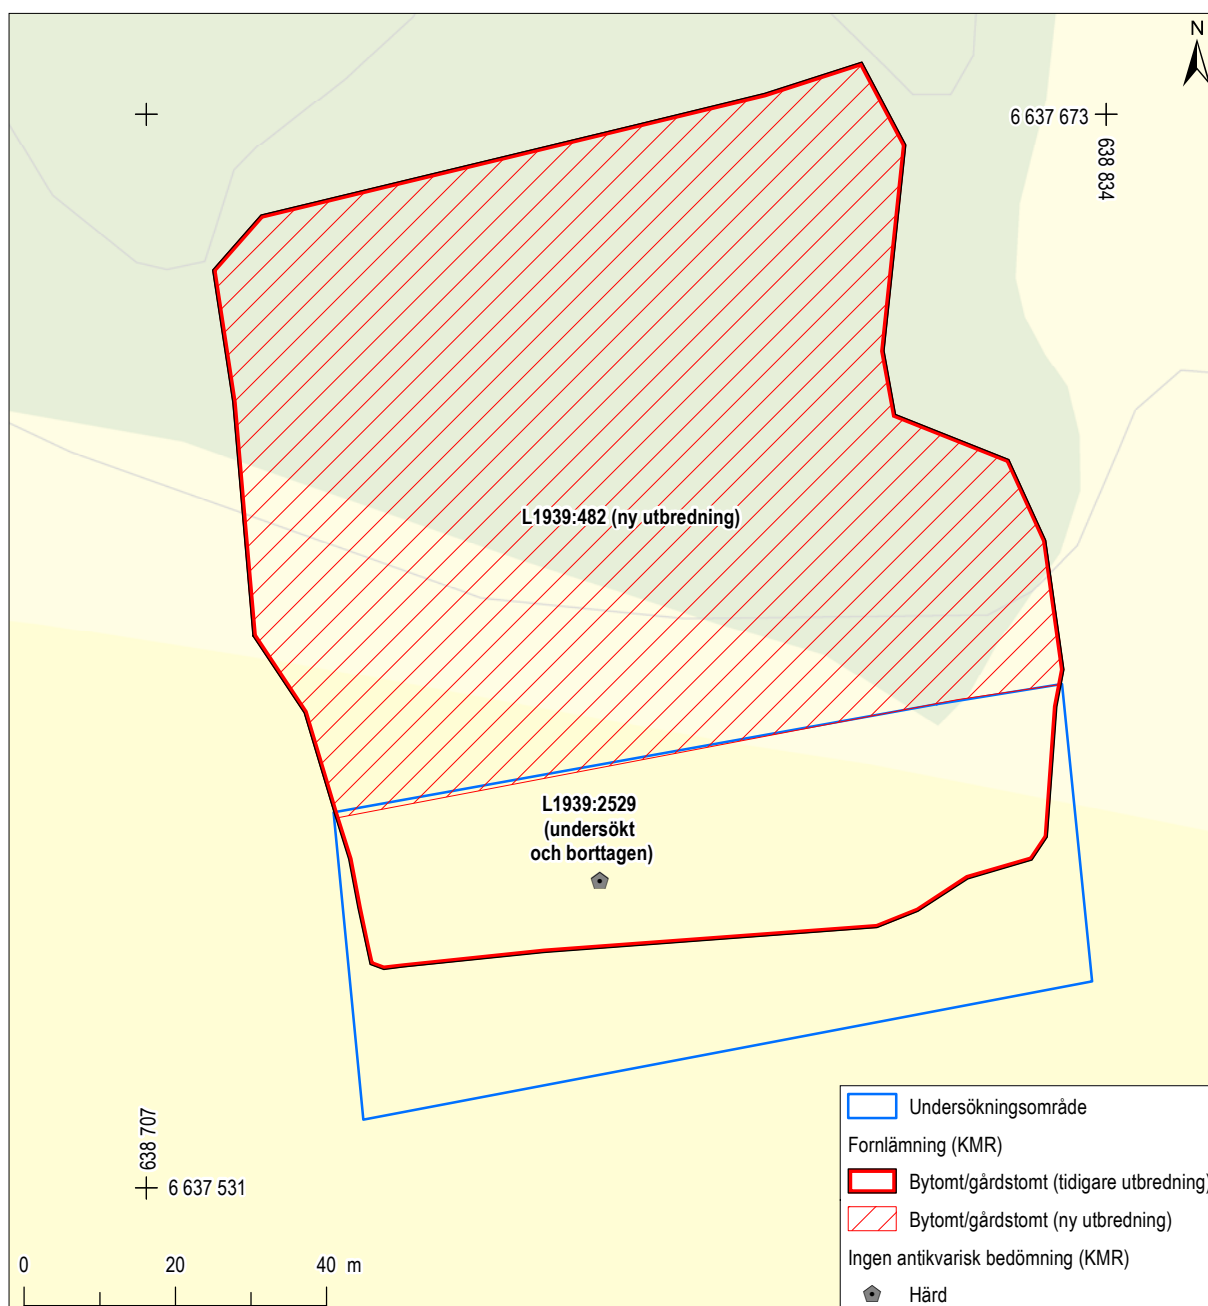 N
6 637 673
638 834
L1939:482 (ny utbredning)
L1939:2529
(undersökt
och borttagen)
638 707
6 637 531
0 20 40 m
Undersökningsområde
Fornlämning (KMR)
Bytomt/gårdstomt (tidigare utbredning)
Bytomt/gårdstomt (ny utbredning)
Ingen antikvarisk bedömning (KMR)
Härd